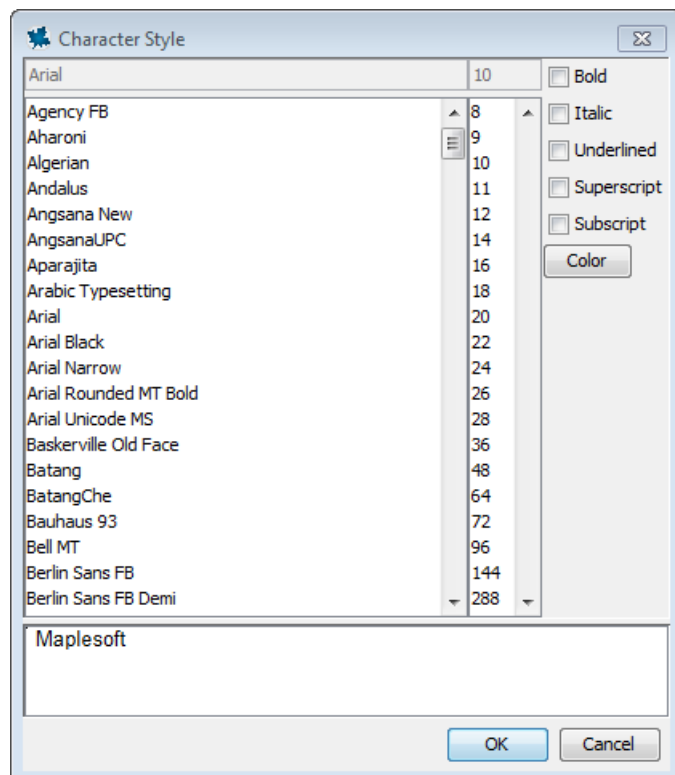 Character Style
Arial 10
Bold
Italic
Underlined
Superscript
Subscript
Color
Agency FB 8
Aharoni 9
Algerian 10
Andalus 11
Angsana New 12
AngsanaUPC 14
Aparajita 16
Arabic Typesetting 18
Arial 20
Arial Black 22
Arial Narrow 24
Arial Rounded MT Bold 26
Arial Unicode MS 28
Baskerville Old Face 36
Batang 48
BatangChe 64
Bauhaus 93 72
Bell MT 96
Berlin Sans FB 144
Berlin Sans FB Demi 288
Maplesoft
OK Cancel